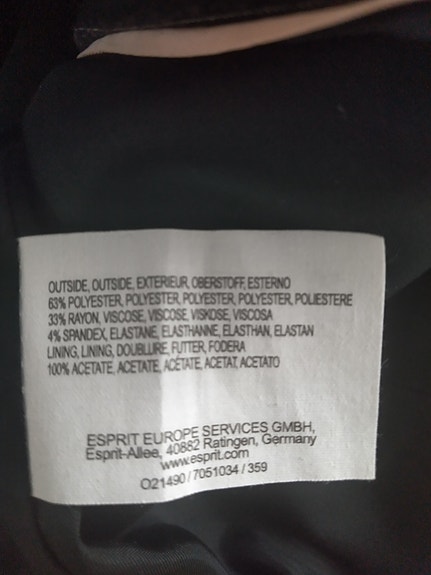 OUTSIDE, OUTSIDE, EXTERIEUR, OBERSTOFF, ESTERNO
63% POLYESTER, POLYESTER, POLYESTER, POLYESTER, POLIESTERE
33% RAYON, VISCOSE, VISCOSE, VISKOSE, VISCOSA
4% SPANDEX, ELASTANE, ELASTHANNE, ELASTHAN, ELASTAN
LINING, LINING, DOUBLURE, FUTTER, FODERA
100% ACETATE, ACETATE, ACÉTATE, ACETAT, ACETATO
ESPRIT EUROPE SERVICES GMBH,
Esprit-Allee, 40882 Ratingen, Germany
www.esprit.com
O21490 / 7051034 / 359